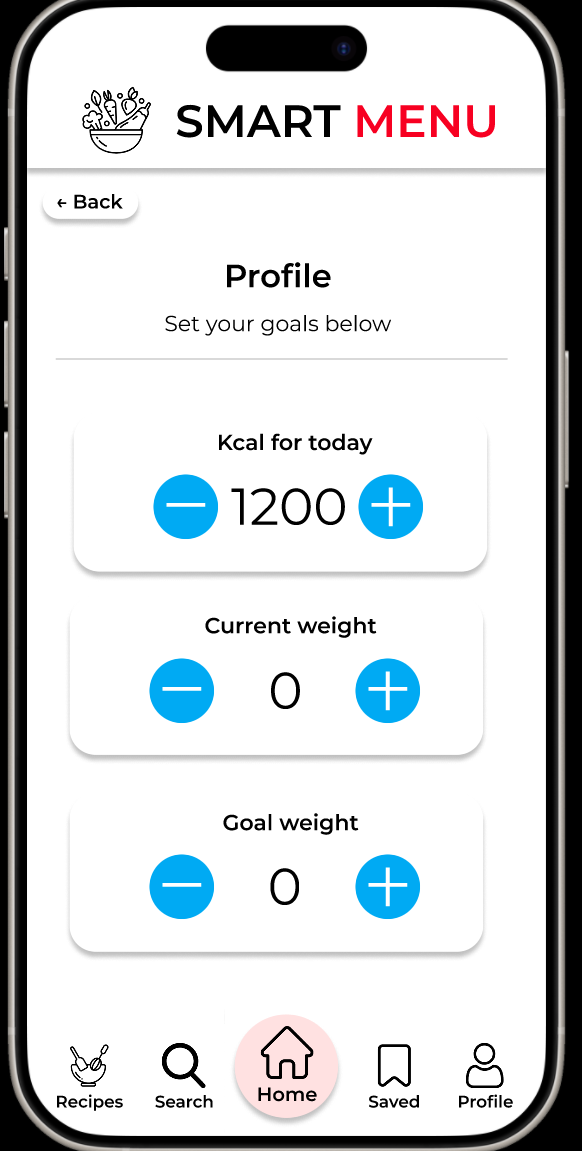 SMART MENU
← Back
Profile
Set your goals below
Kcal for today
1200
Current weight
0
Goal weight
0
Recipes Search Home Saved Profile